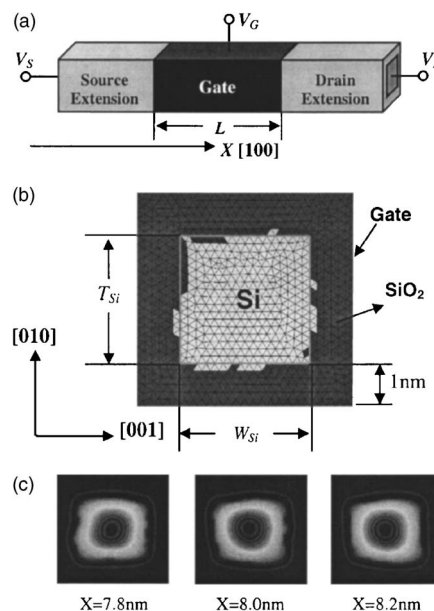 (a)
V_G
V_S
Source Extension
Gate
Drain Extension
L
X [100]
(b)
Gate
T_Si
Si
SiO₂
[010]
1nm
[001]
W_Si
(c)
X=7.8nm
X=8.0nm
X=8.2nm